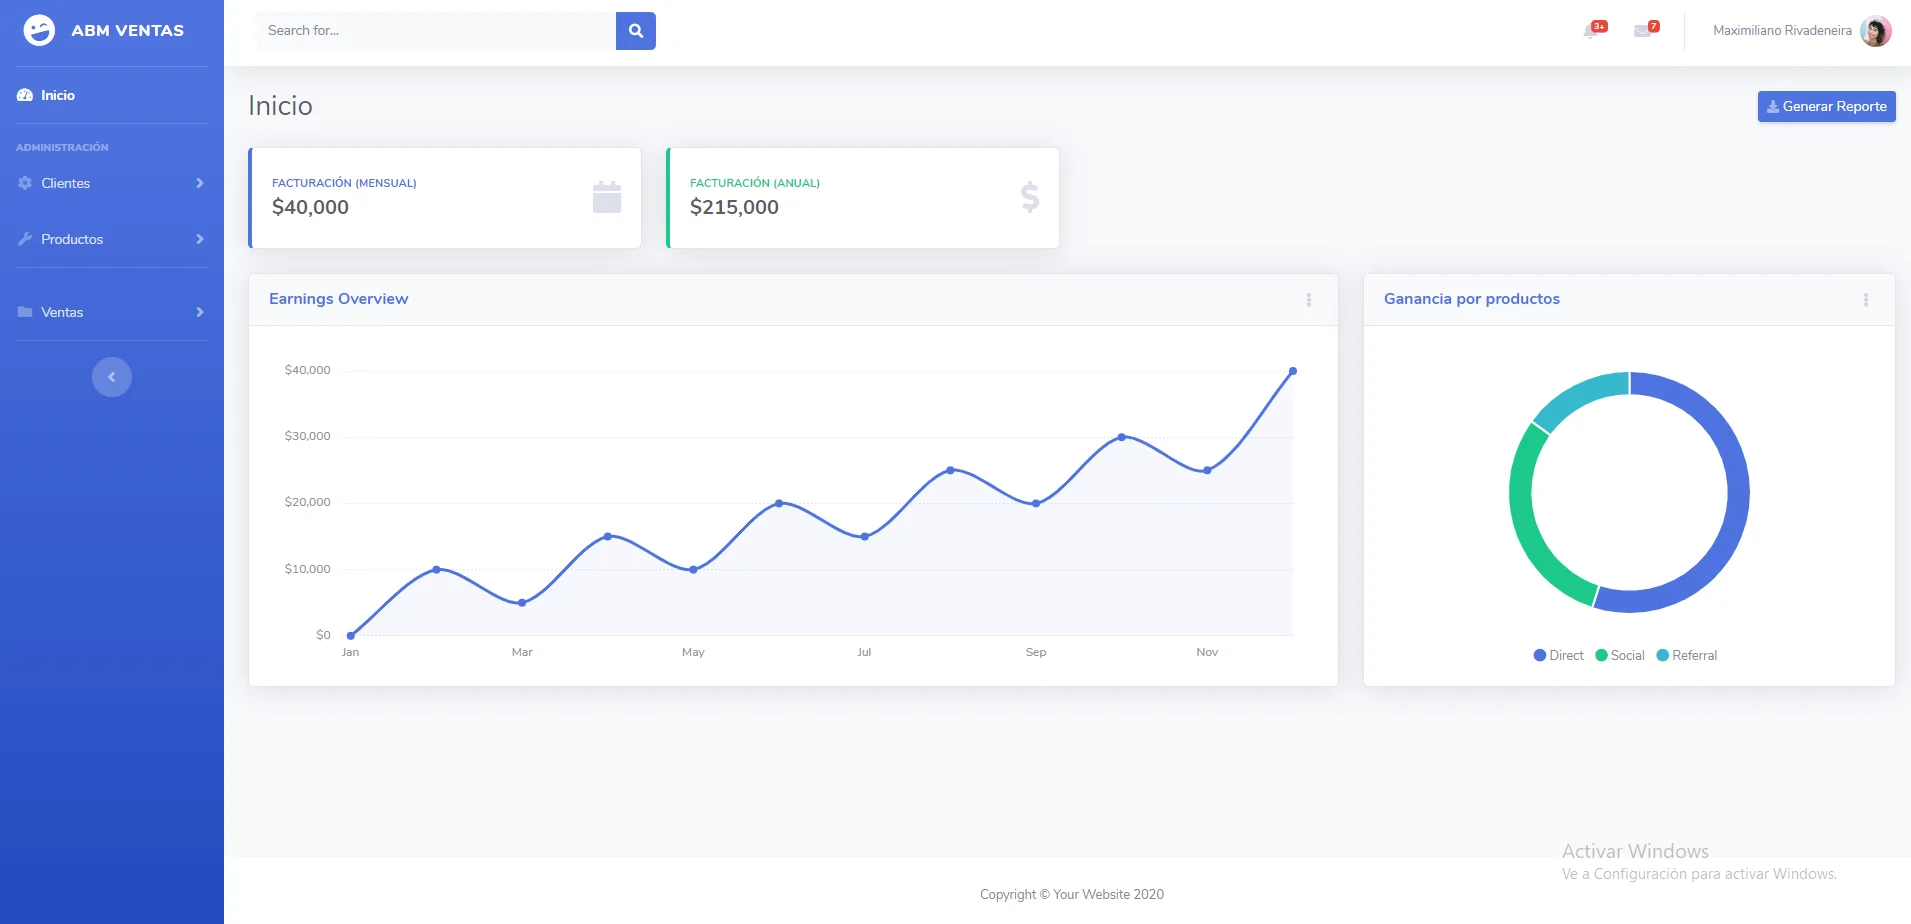 ABM VENTAS
Search for...
3+
7
Maximiliano Rivadeneira
Inicio
ADMINISTRACIÓN
Clientes
Productos
Ventas
Inicio
Generar Reporte
FACTURACIÓN (MENSUAL)
$40,000
FACTURACIÓN (ANUAL)
$215,000
Earnings Overview
$40,000
$30,000
$20,000
$10,000
$0
Jan Mar May Jul Sep Nov
Ganancia por productos
Direct Social Referral
Activar Windows
Ve a Configuración para activar Windows.
Copyright © Your Website 2020